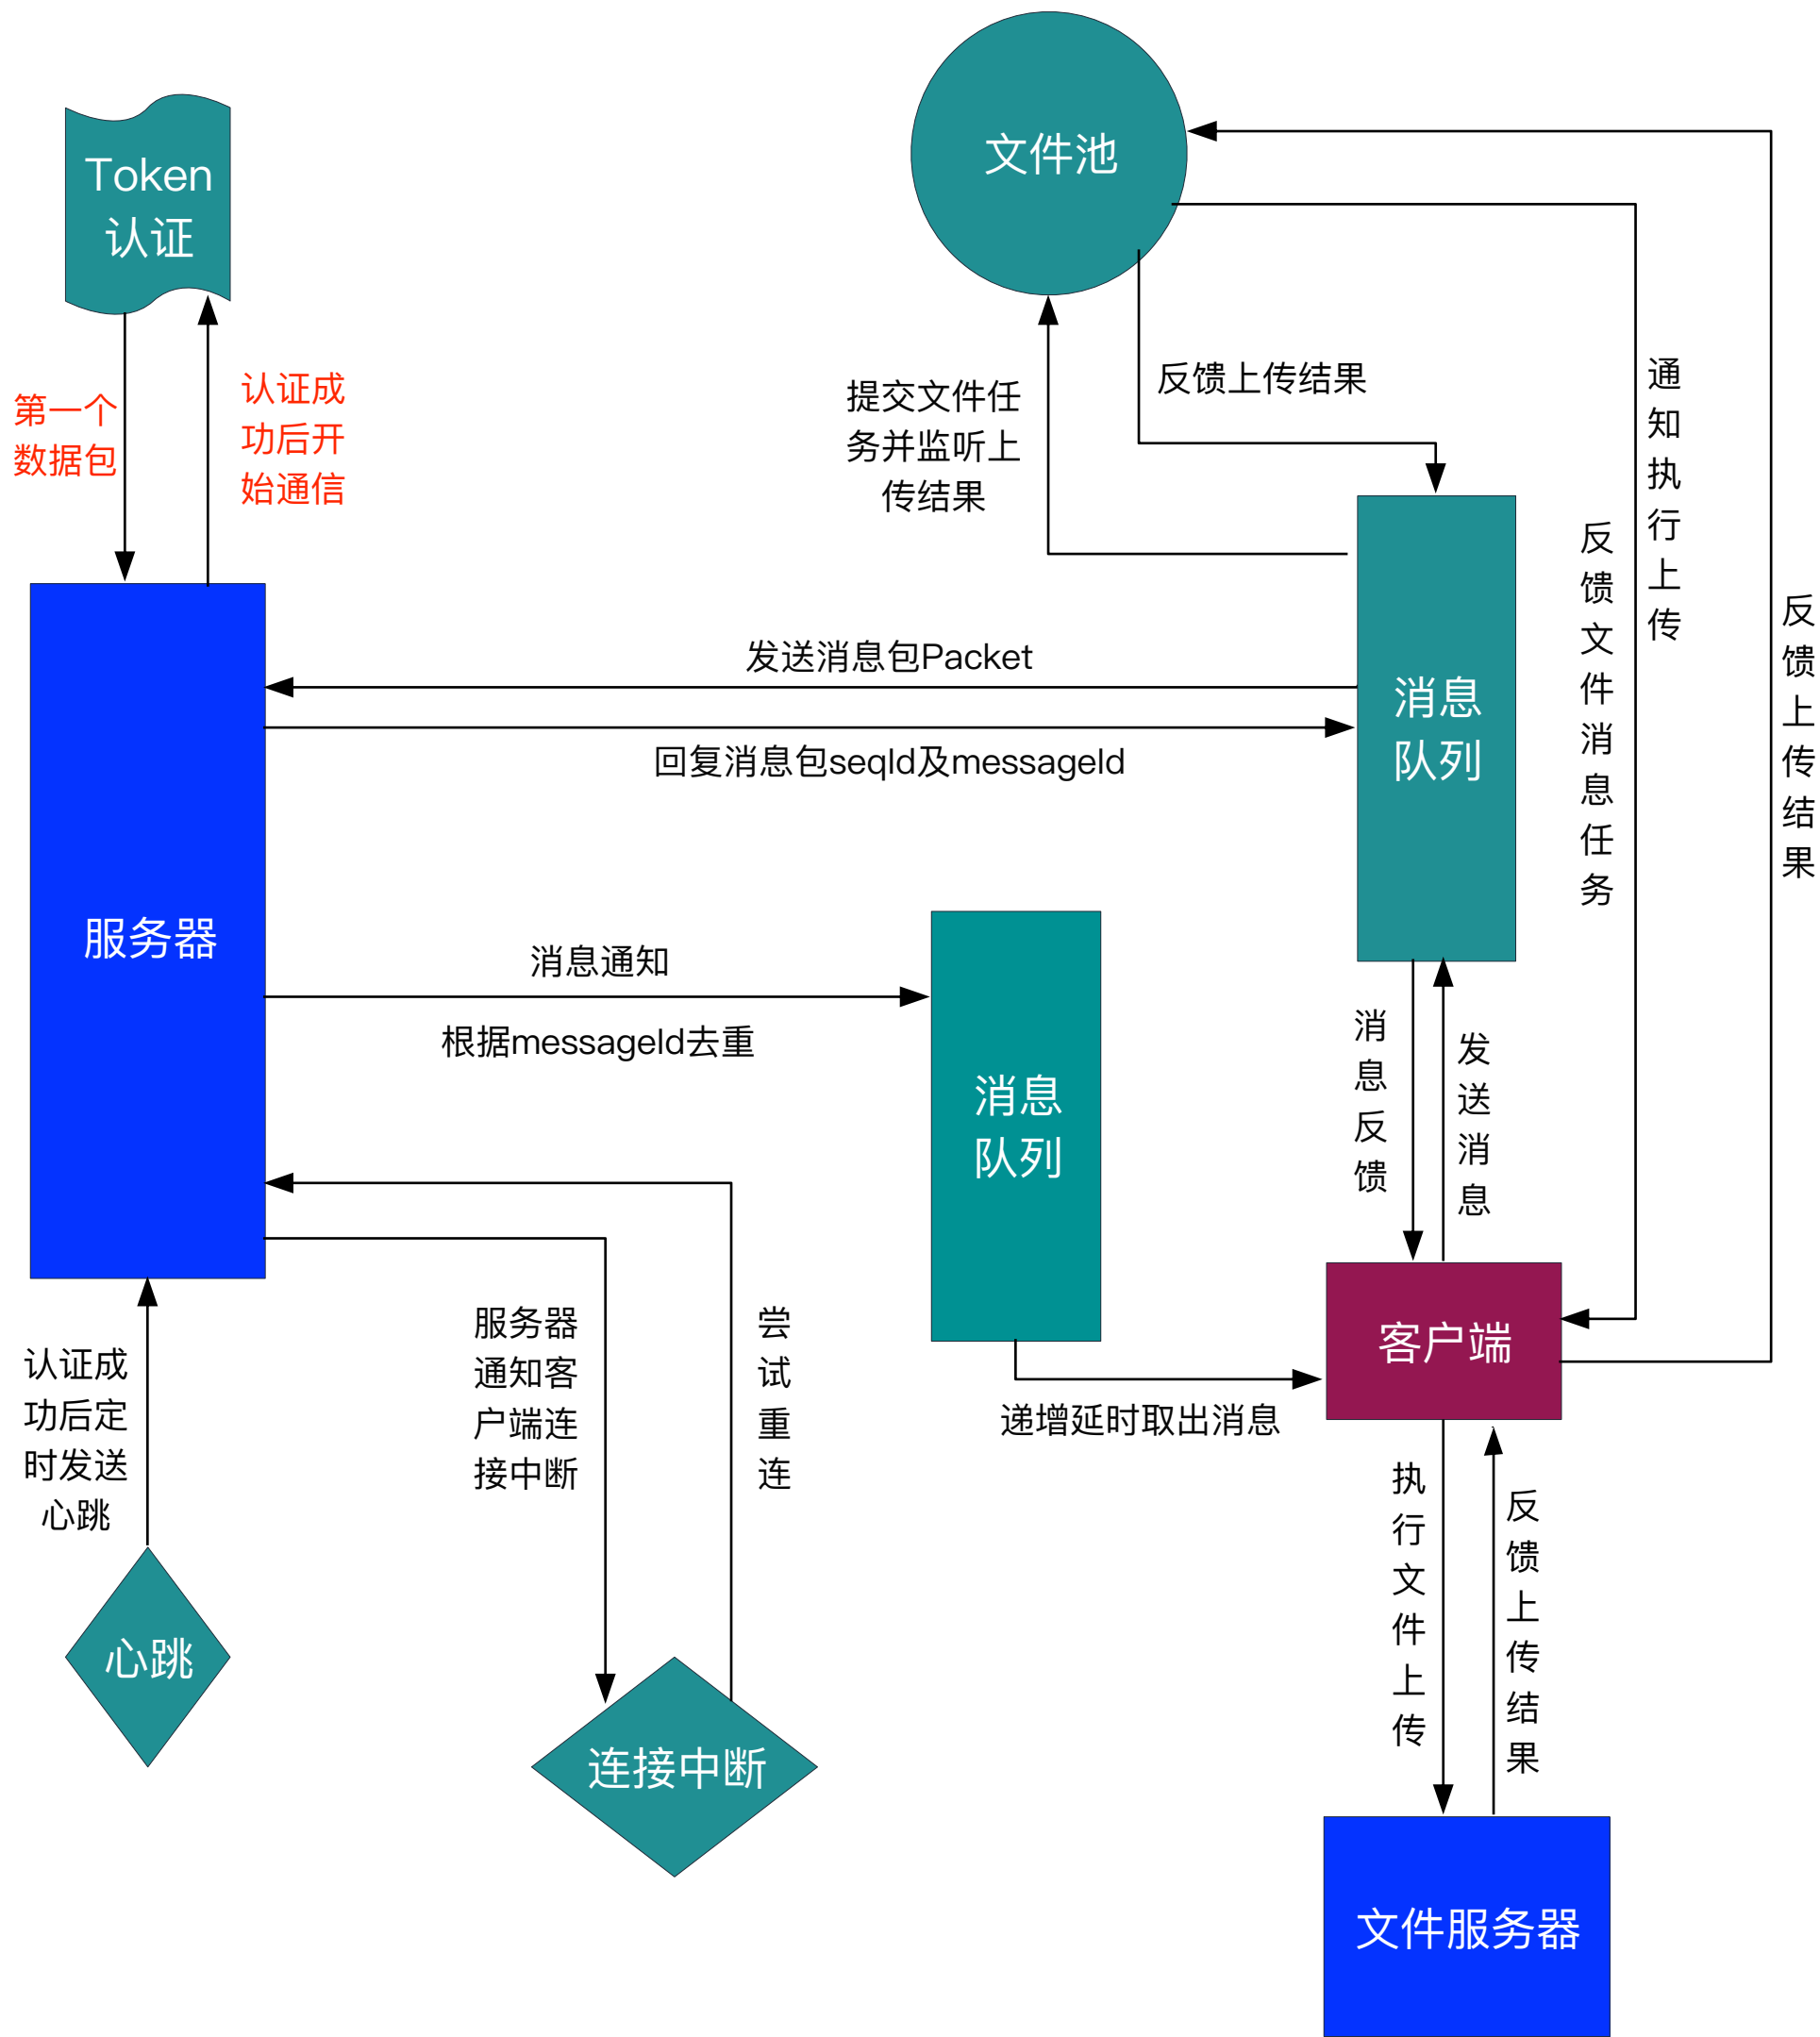 文件池
Token
认证
第一个
数据包
认证成
功后开
始通信
提交文件任
务并监听上
传结果
反馈上传结果
通知执行上传
反馈文件消息任务
反馈上传结果
发送消息包Packet
回复消息包seqId及messageId
消息
队列
服务器
消息通知
根据messageId去重
消息
队列
消息反馈
发送消息
客户端
递增延时取出消息
认证成
功后定
时发送
心跳
服务器
通知客
户端连
接中断
尝试重连
执行文件上传
反馈上传结果
心跳
连接中断
文件服务器